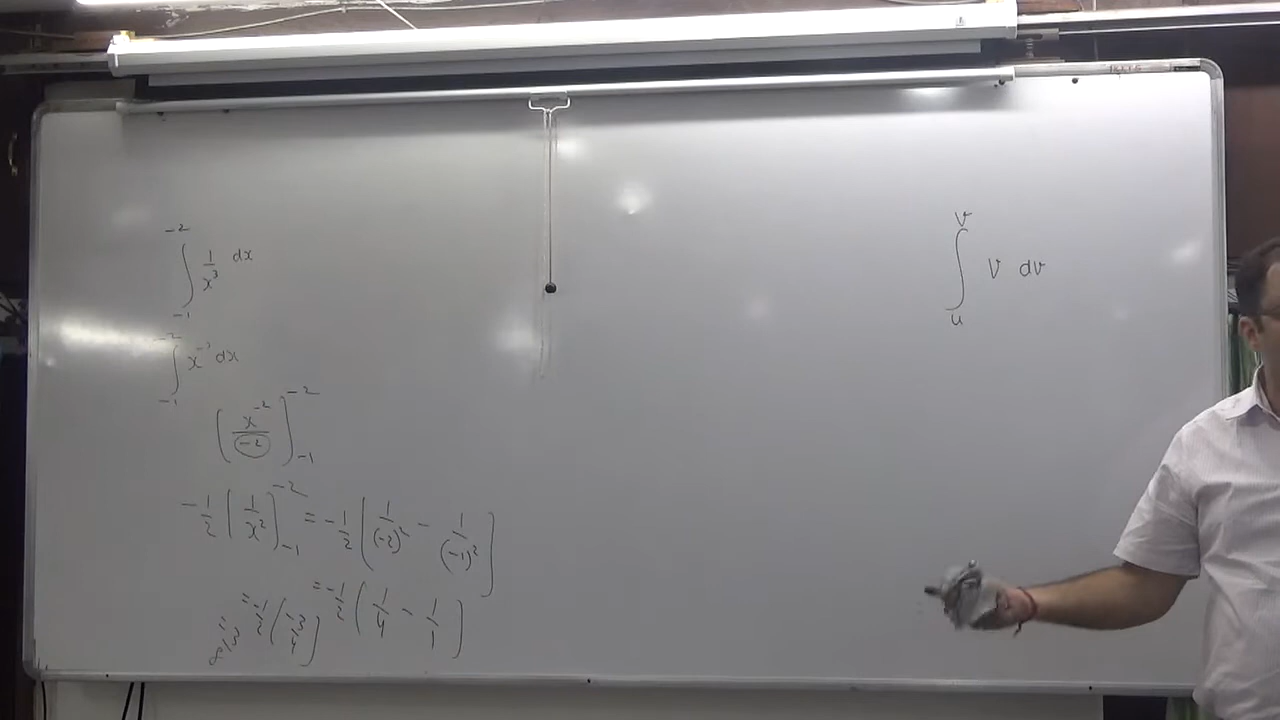 ∫_{-1}^{-2} 1/x³ dx
∫_{-1}^{-2} x⁻³ dx
[x⁻²/-2]_{-1}^{-2}
-1/2 [1/x²]_{-1}^{-2} = -1/2 [1/(-2)² - 1/(-1)²]
= -1/2 [1/4 - 1/1]
= -1/2 [-3/4]
= 3/8
∫_{u}^{v} v dv